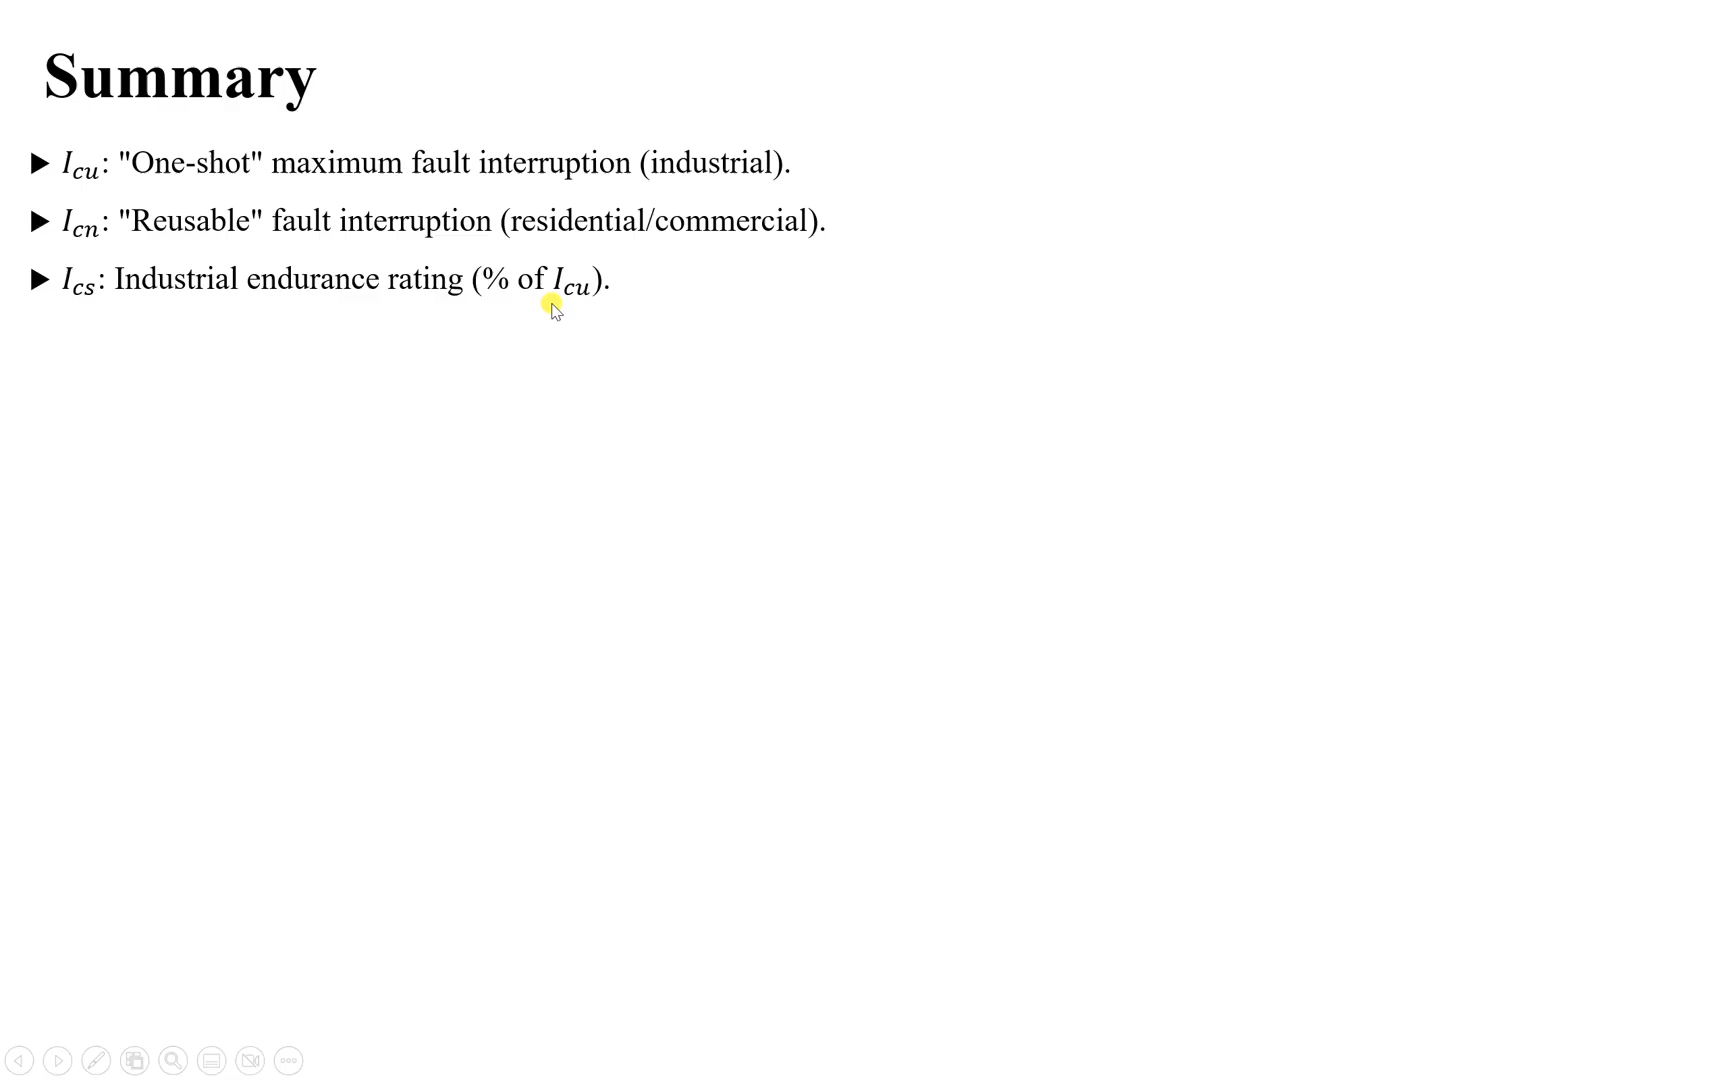 Summary
▶ I_cu: "One-shot" maximum fault interruption (industrial).
▶ I_cn: "Reusable" fault interruption (residential/commercial).
▶ I_cs: Industrial endurance rating (% of I_cu).